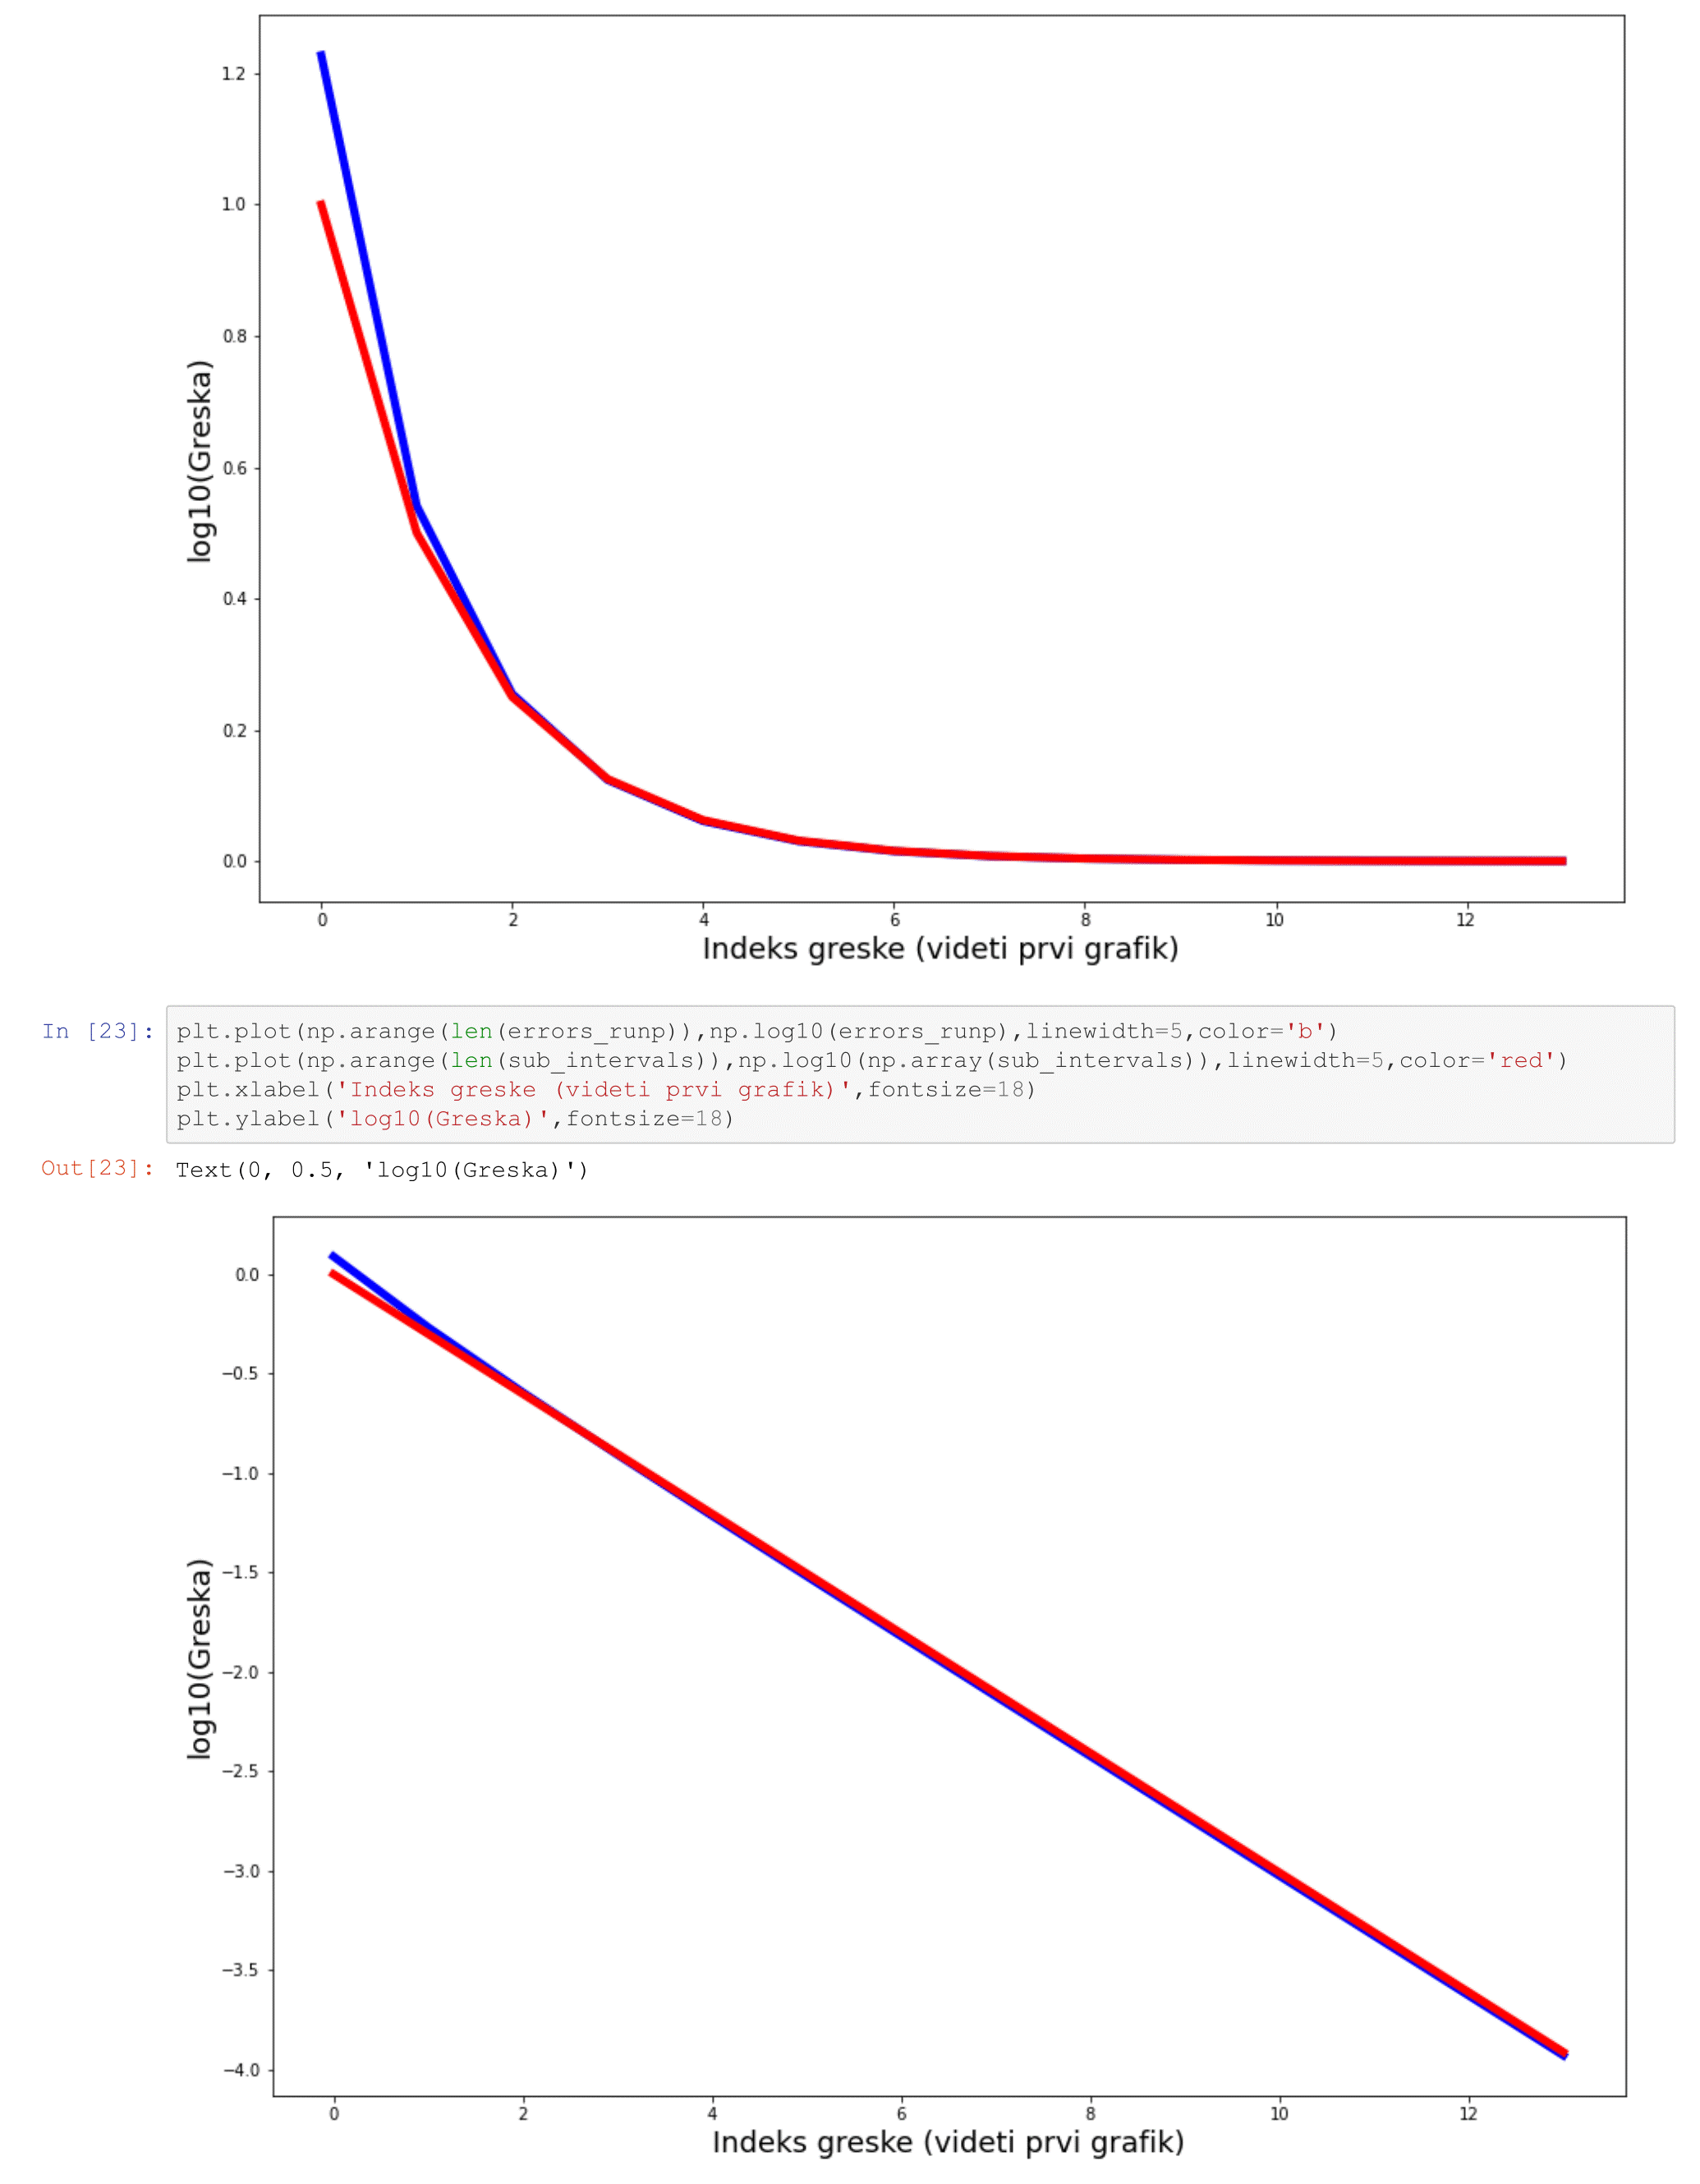 1.2
1.0
0.8
0.6
0.4
0.2
0.0
log10(Greska)
0 2 4 6 8 10 12
Indeks greske (videti prvi grafik)
In [23]: plt.plot(np.arange(len(errors_runp)),np.log10(errors_runp),linewidth=5,color='b')
plt.plot(np.arange(len(sub_intervals)),np.log10(np.array(sub_intervals)),linewidth=5,color='red')
plt.xlabel('Indeks greske (videti prvi grafik)',fontsize=18)
plt.ylabel('log10(Greska)',fontsize=18)
Out[23]: Text(0, 0.5, 'log10(Greska)')
0.0
−0.5
−1.0
−1.5
−2.0
−2.5
−3.0
−3.5
−4.0
log10(Greska)
0 2 4 6 8 10 12
Indeks greske (videti prvi grafik)